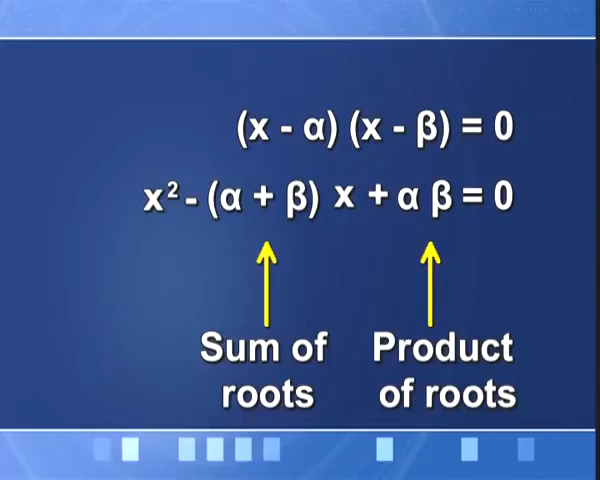 (x - α) (x - β) = 0
x² - (α + β) x + α β = 0
Sum of roots
Product of roots